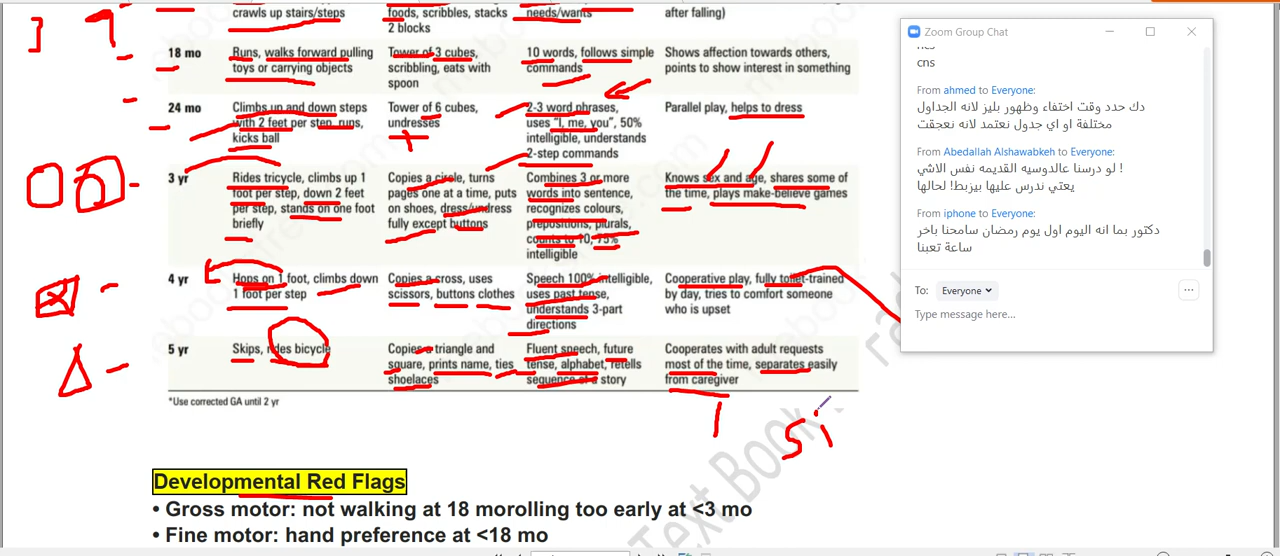 crawls up stairs/steps
foods, scribbles, stacks
2 blocks
needs/wants
after falling)
18 mo
Runs, walks forward pulling
toys or carrying objects
Tower of 3 cubes,
scribbling, eats with
spoon
10 words, follows simple
commands
Shows affection towards others,
points to show interest in something
24 mo
Climbs up and down steps
with 2 feet per step, runs,
kicks ball
Tower of 6 cubes,
undresses
2-3 word phrases,
uses "I, me, you", 50%
intelligible, understands
2-step commands
Parallel play, helps to dress
3 yr
Rides tricycle, climbs up 1
foot per step, down 2 feet
per step, stands on one foot
briefly
Copies a circle, turns
pages one at a time, puts
on shoes, dress/undress
fully except buttons
Combines 3 or more
words into sentence,
recognizes colours,
prepositions, plurals,
counts to 10, 75%
intelligible
Knows sex and age, shares some of
the time, plays make-believe games
4 yr
Hops on 1 foot, climbs down
1 foot per step
Copies a cross, uses
scissors, buttons clothes
Speech 100% intelligible,
uses past tense,
understands 3-part
directions
Cooperative play, fully toilet-trained
by day, tries to comfort someone
who is upset
5 yr
Skips, rides bicycle
Copies a triangle and
square, prints name, ties
shoelaces
Fluent speech, future
tense, alphabet, retells
sequence of a story
Cooperates with adult requests
most of the time, separates easily
from caregiver
*Use corrected GA until 2 yr
Developmental Red Flags
• Gross motor: not walking at 18 morolling too early at <3 mo
• Fine motor: hand preference at <18 mo
Text Book
Zoom Group Chat
cns
From ahmed to Everyone:
دك حدد وقت اختفاء وظهور بليز لانه الجداول
مختلفة او اي جدول نعتمد لانه نعجقت
From Abedallah Alshawabkeh to Everyone:
! لو درسنا عالدوسيه القديمه نفس الاشي
يعتي ندرس عليها بيزبط! لحالها
From iphone to Everyone:
دكتور بما انه اليوم اول يوم رمضان سامحنا باخر
ساعة تعبنا
To: Everyone
Type message here...